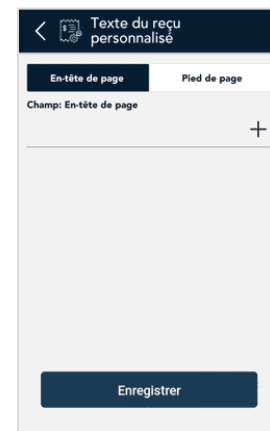 Texte du reçu
personnalisé
En-tête de page
Pied de page
Champ: En-tête de page
+
Enregistrer